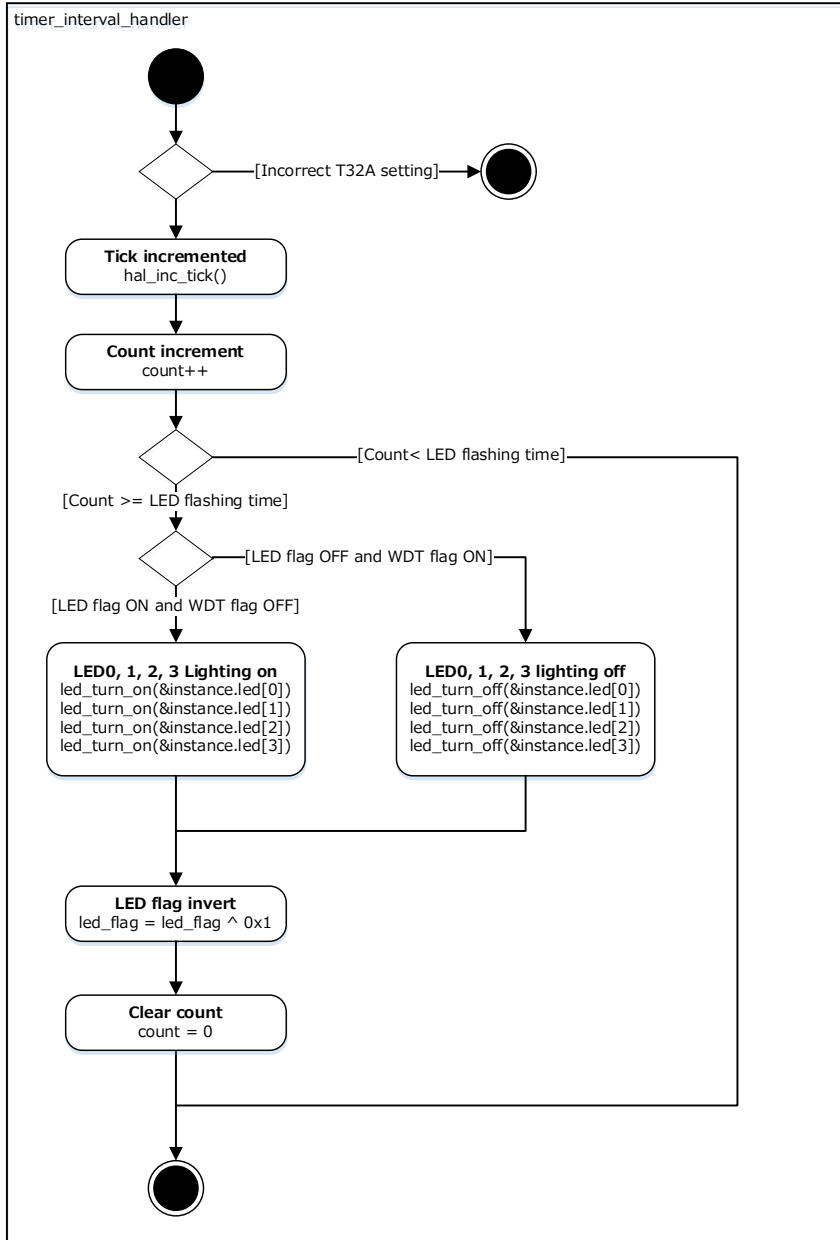 timer_interval_handler
[Incorrect T32A setting]
Tick incremented
hal_inc_tick()
Count increment
count++
[Count< LED flashing time]
[Count >= LED flashing time]
[LED flag OFF and WDT flag ON]
[LED flag ON and WDT flag OFF]
LED0, 1, 2, 3 Lighting on
led_turn_on(&instance.led[0])
led_turn_on(&instance.led[1])
led_turn_on(&instance.led[2])
led_turn_on(&instance.led[3])
LED0, 1, 2, 3 lighting off
led_turn_off(&instance.led[0])
led_turn_off(&instance.led[1])
led_turn_off(&instance.led[2])
led_turn_off(&instance.led[3])
LED flag invert
led_flag = led_flag ^ 0x1
Clear count
count = 0